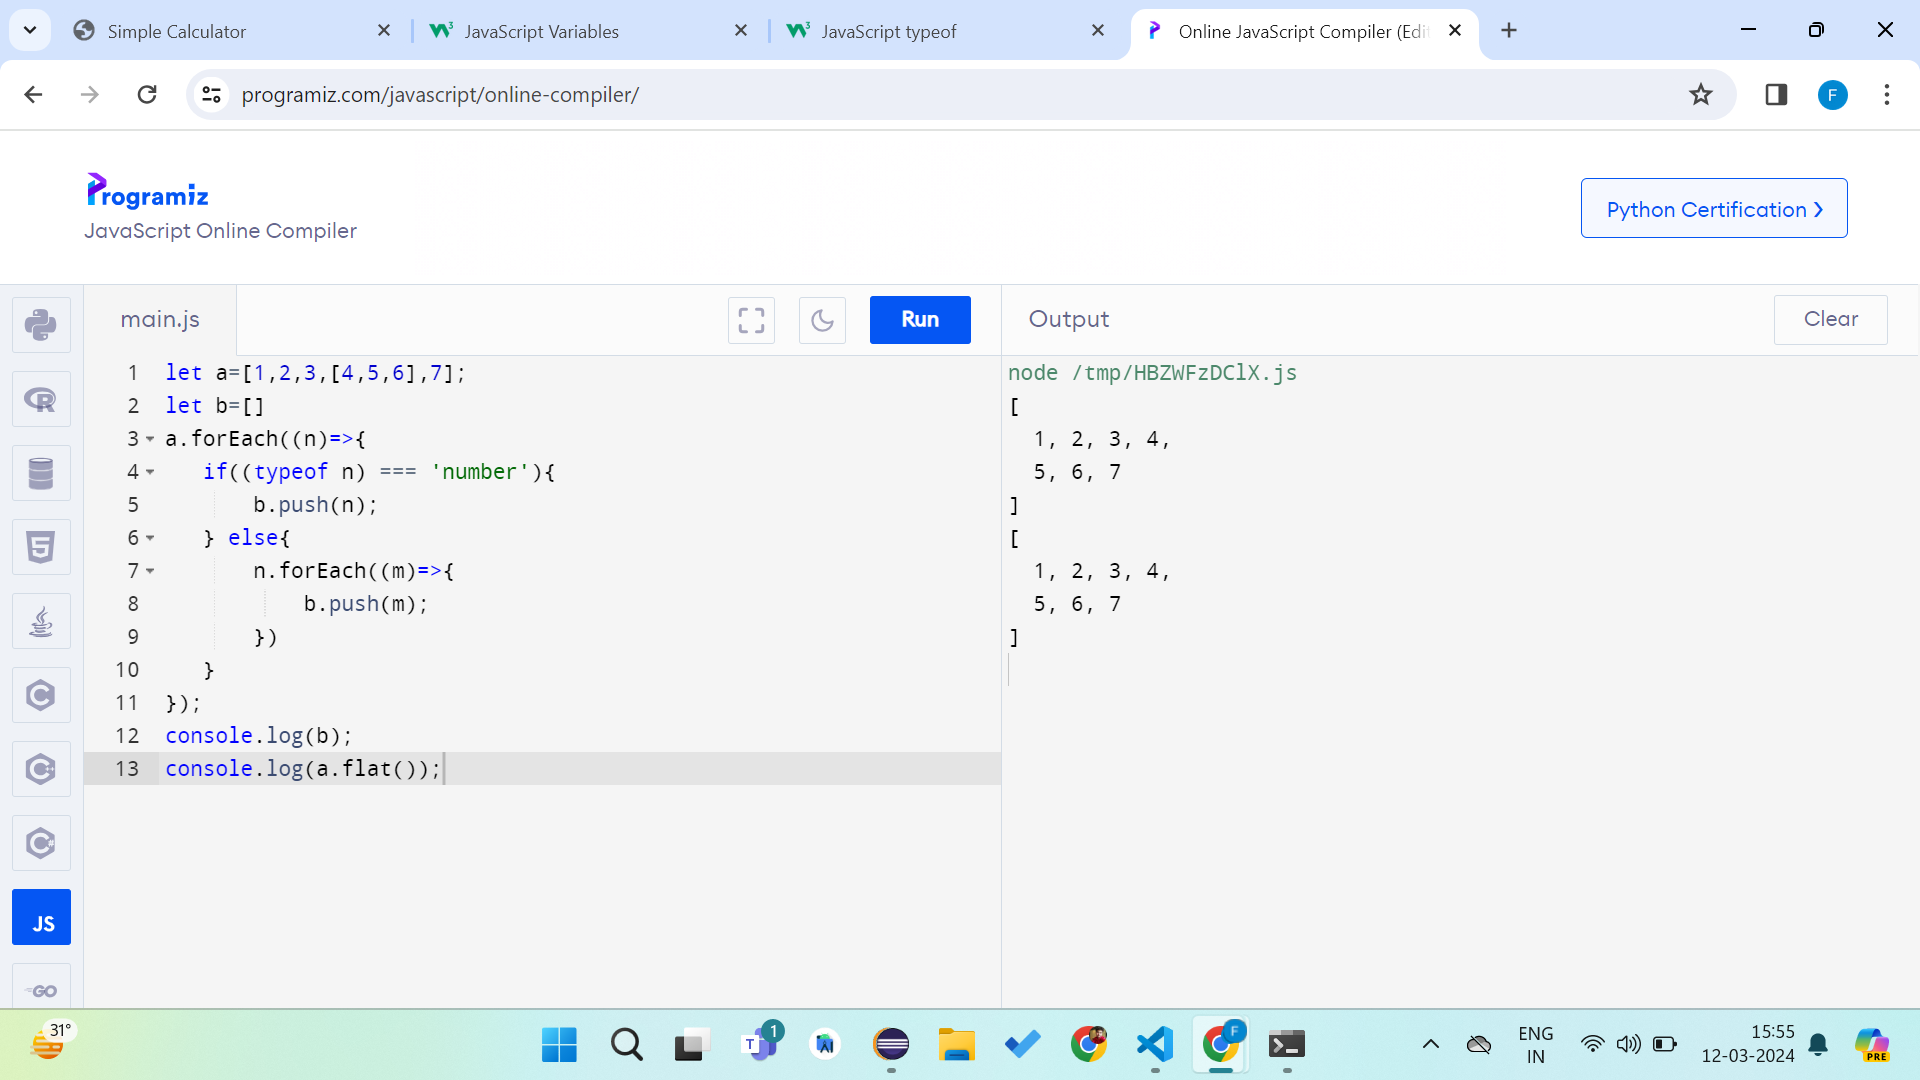 Simple Calculator
JavaScript Variables
JavaScript typeof
Online JavaScript Compiler (Edi
programiz.com/javascript/online-compiler/
F
Programiz
JavaScript Online Compiler
Python Certification
main.js
Run
Output
Clear
1 let a=[1,2,3,[4,5,6],7];
2 let b=[]
3 a.forEach((n)=>{
4 if((typeof n) === 'number'){
5 b.push(n);
6 } else{
7 n.forEach((m)=>{
8 b.push(m);
9 })
10 }
11 });
12 console.log(b);
13 console.log(a.flat());
node /tmp/HBZWFzDClX.js
[
1, 2, 3, 4,
5, 6, 7
]
[
1, 2, 3, 4,
5, 6, 7
]
JS
GO
31°
1
F
ENG
IN
15:55
12-03-2024
PRE